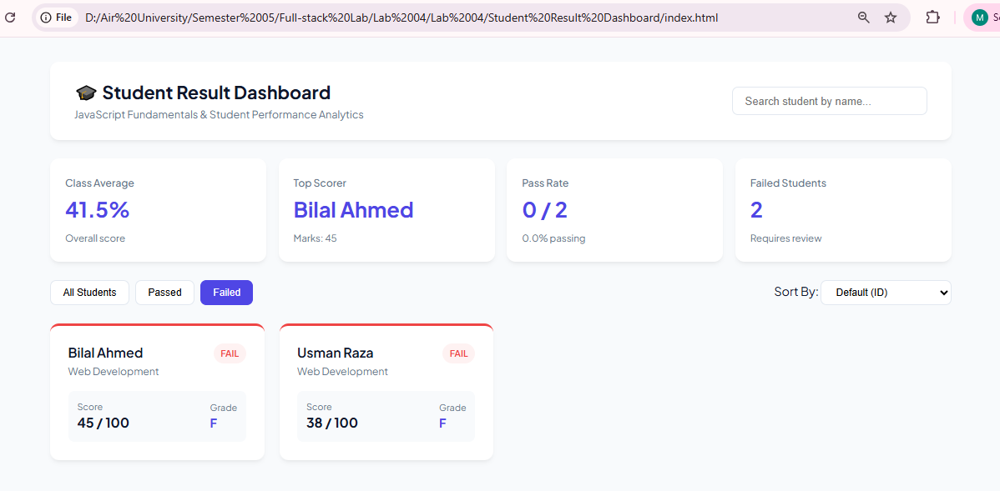 File D:/Air%20University/Semester%2005/Full-stack%20Lab/Lab%2004/Lab%2004/Student%20Result%20Dashboard/index.html M
🎓 Student Result Dashboard
JavaScript Fundamentals & Student Performance Analytics
Search student by name...
Class Average
41.5%
Overall score
Top Scorer
Bilal Ahmed
Marks: 45
Pass Rate
0 / 2
0.0% passing
Failed Students
2
Requires review
All Students Passed Failed Sort By: Default (ID)
Bilal Ahmed FAIL
Web Development
Score Grade
45 / 100 F
Usman Raza FAIL
Web Development
Score Grade
38 / 100 F